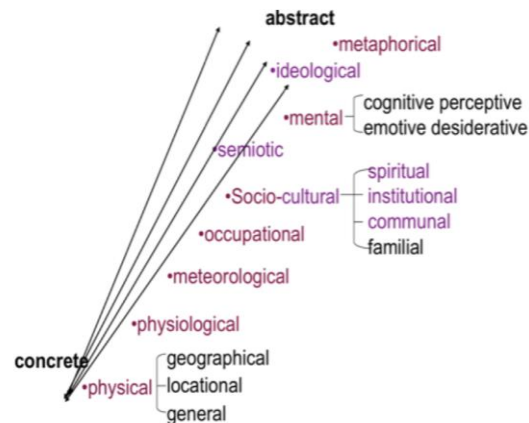 abstract
•metaphorical
•ideological
cognitive perceptive
•mental
emotive desiderative
•semiotic
spiritual
•Socio-cultural
institutional
communal
•occupational
familial
•meteorological
•physiological
concrete
geographical
•physical
locational
general